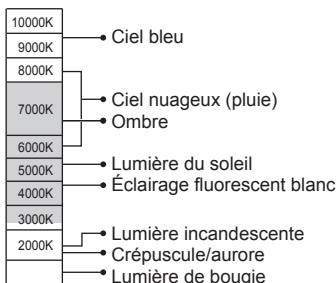 10000K
Ciel bleu
9000K
8000K
Ciel nuageux (pluie)
7000K
Ombre
6000K
Lumière du soleil
5000K
Éclairage fluorescent blanc
4000K
3000K
Lumière incandescente
2000K
Crépuscule/aurore
Lumière de bougie